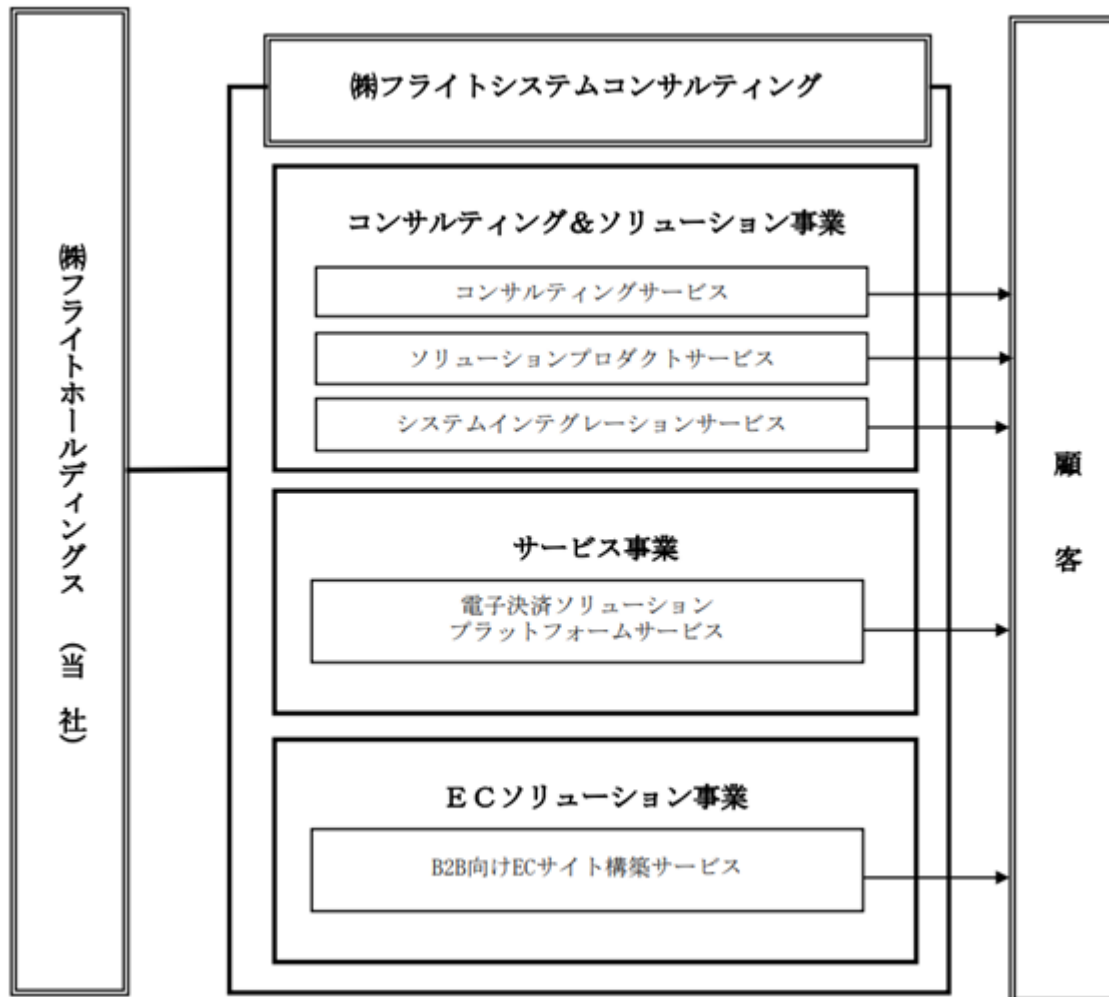 ㈱フライトホールディングス (当 社)
㈱フライトシステムコンサルティング
コンサルティング＆ソリューション事業
コンサルティングサービス
ソリューションプロダクトサービス
システムインテグレーションサービス
サービス事業
電子決済ソリューション
プラットフォームサービス
ＥＣソリューション事業
B2B向けECサイト構築サービス
顧 客